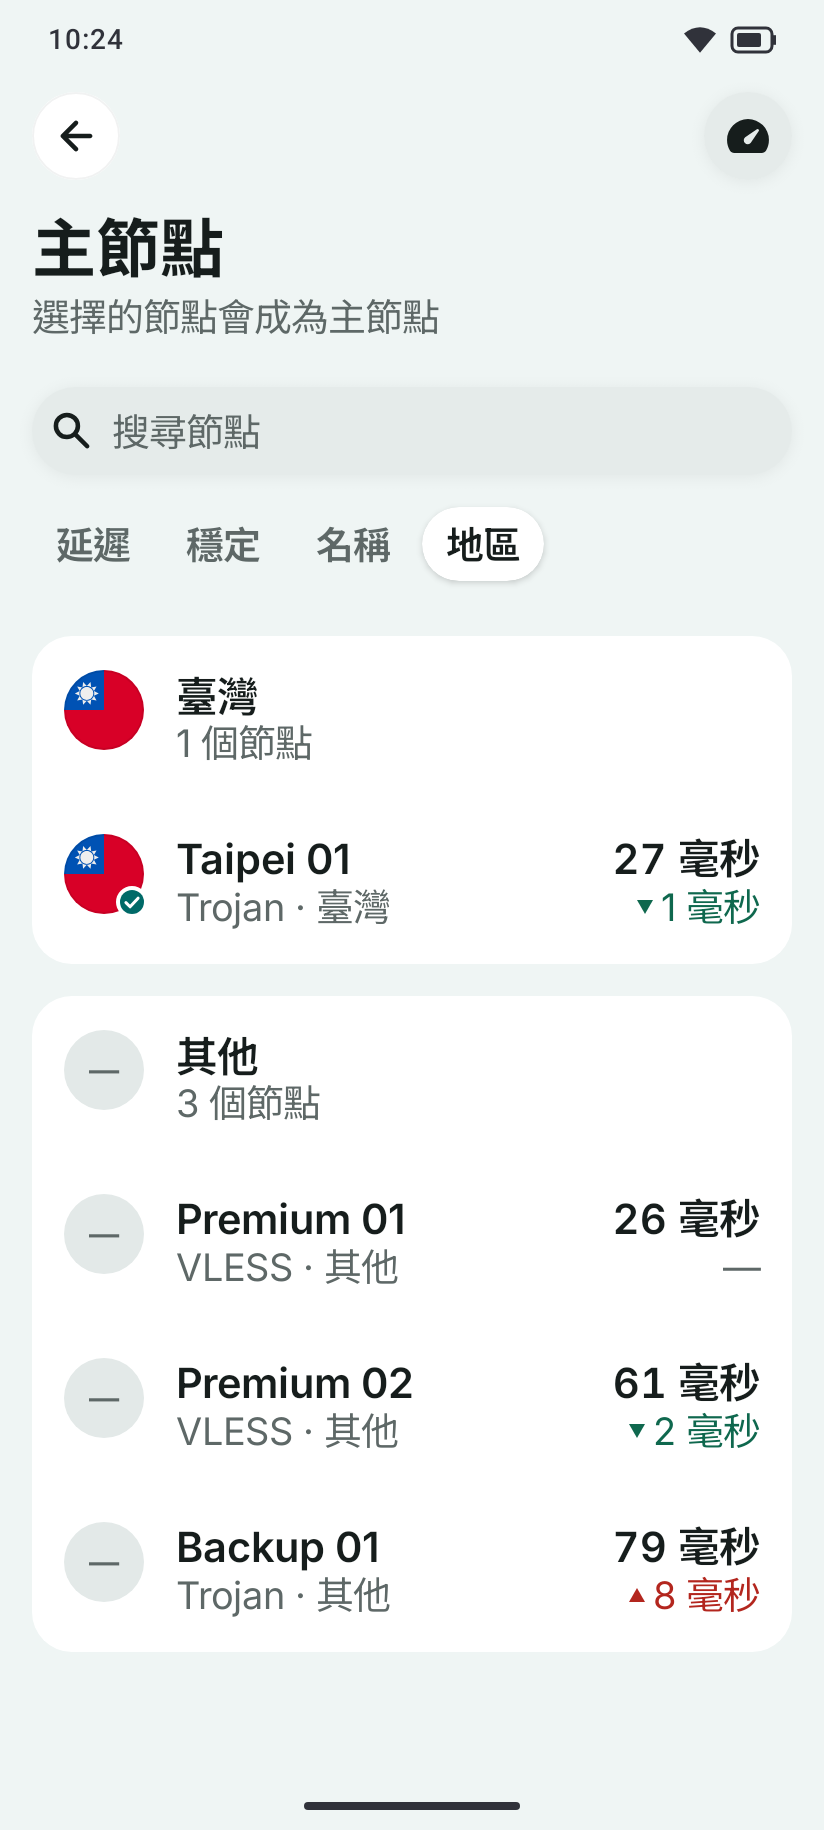 10:24
主節點
選擇的節點會成為主節點
搜尋節點
延遲 穩定 名稱 地區
臺灣
1 個節點
Taipei 01 27 毫秒
Trojan · 臺灣 ▼1 毫秒
— 其他
3 個節點
— Premium 01 26 毫秒
VLESS · 其他 —
— Premium 02 61 毫秒
VLESS · 其他 ▼2 毫秒
— Backup 01 79 毫秒
Trojan · 其他 ▲8 毫秒